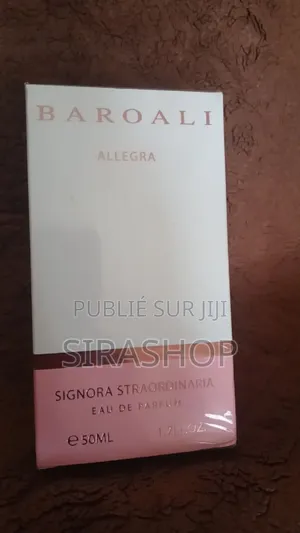 BAROALI
ALLEGRA
PUBLIÉ SUR JIJI
SIRASHOP
SIGNORA STRAORDINARIA
EAU DE PARFUM
e 50ML